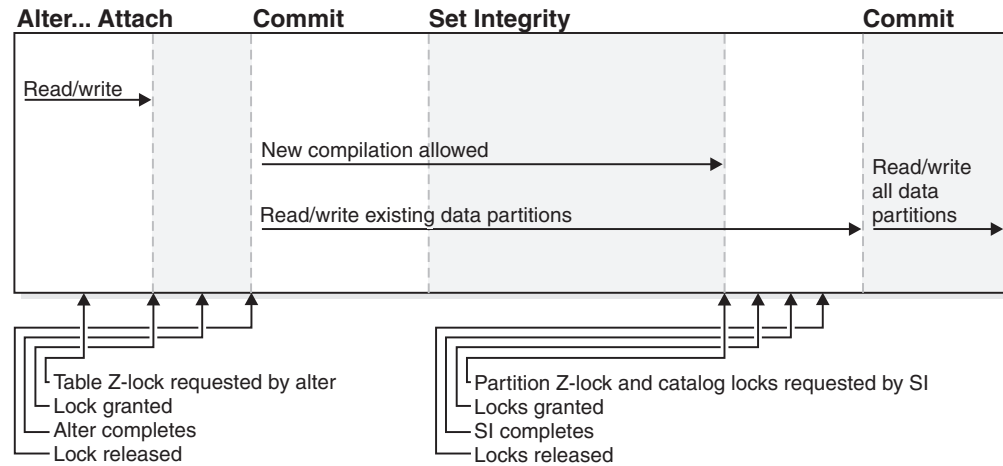 Alter... Attach
Commit
Set Integrity
Commit
Read/write
New compilation allowed
Read/write
all data
partitions
Read/write existing data partitions
Table Z-lock requested by alter
Lock granted
Alter completes
Lock released
Partition Z-lock and catalog locks requested by SI
Locks granted
SI completes
Locks released